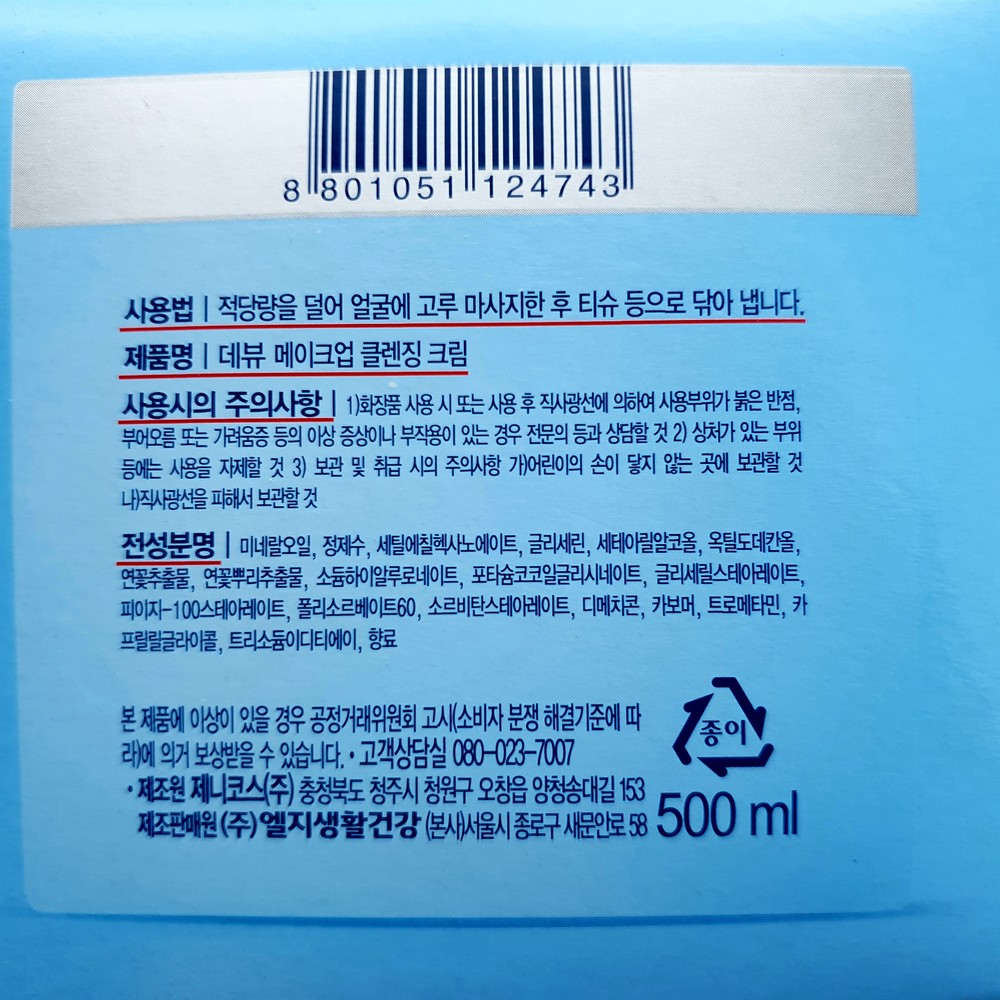 8 801051 124743
사용법 | 적당량을 덜어 얼굴에 고루 마사지한 후 티슈 등으로 닦아 냅니다.
제품명 | 데뷰 메이크업 클렌징 크림
사용시의 주의사항 | 1)화장품 사용 시 또는 사용 후 직사광선에 의하여 사용부위가 붉은 반점,
부어오름 또는 가려움증 등의 이상 증상이나 부작용이 있는 경우 전문의 등과 상담할 것 2) 상처가 있는 부위
등에는 사용을 자제할 것 3) 보관 및 취급 시의 주의사항 가)어린이의 손이 닿지 않는 곳에 보관할 것
나)직사광선을 피해서 보관할 것
전성분명 | 미네랄오일, 정제수, 세틸에칠헥사노에이트, 글리세린, 세테아릴알코올, 옥틸도데칸올,
연꽃추출물, 연꽃뿌리추출물, 소듐하이알루로네이트, 포타슘코코일글리시네이트, 글리세릴스테아레이트,
피이지-100스테아레이트, 폴리소르베이트60, 소르비탄스테아레이트, 디메치콘, 카보머, 트로메타민, 카
프릴릴글라이콜, 트리소듐이디티에이, 향료
본 제품에 이상이 있을 경우 공정거래위원회 고시(소비자 분쟁 해결기준에 따
라)에 의거 보상받을 수 있습니다. • 고객상담실 080-023-7007
종이
• 제조원 제니코스(주) 충청북도 청주시 청원구 오창읍 양청송대길 153
제조판매원 (주)엘지생활건강 (본사)서울시 종로구 새문안로 58
500 ml